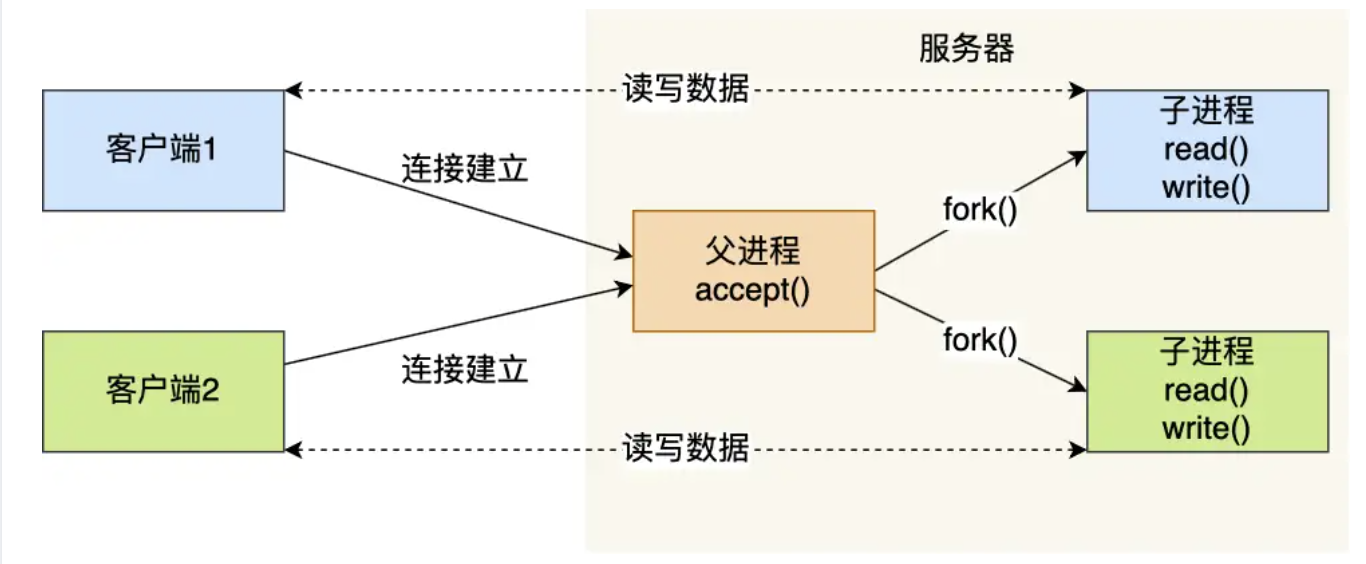 服务器
读写数据
客户端1
连接建立
子进程
read()
write()
fork()
父进程
accept()
fork()
客户端2
连接建立
子进程
read()
write()
读写数据